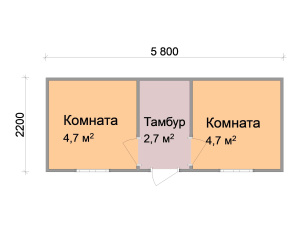 5 800
2200
Комната
4,7 м²
Тамбур
2,7 м²
Комната
4,7 м²